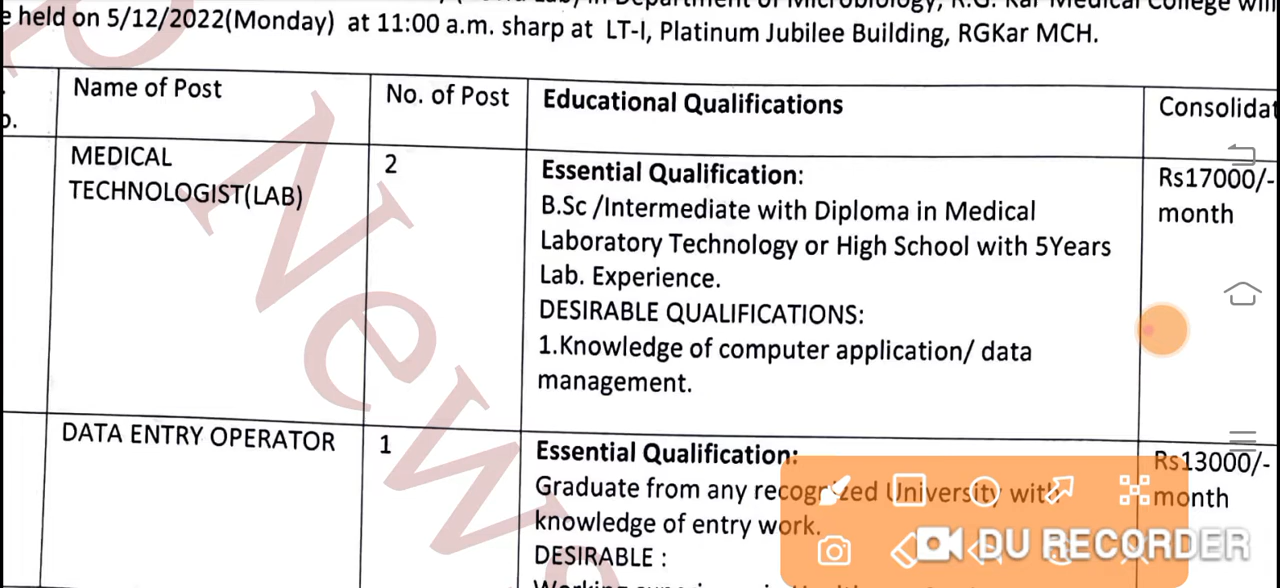 e held on 5/12/2022(Monday) at 11:00 a.m. sharp at LT-I, Platinum Jubilee Building, RGKar MCH.
Name of Post
No. of Post
Educational Qualifications
MEDICAL
TECHNOLOGIST(LAB)
2
Essential Qualification:
B.Sc /Intermediate with Diploma in Medical
Laboratory Technology or High School with 5Years
Lab. Experience.
DESIRABLE QUALIFICATIONS:
1.Knowledge of computer application/ data
management.
Rs17000/-
month
DATA ENTRY OPERATOR
1
Essential Qualification:
Graduate from any recognized University with
knowledge of entry work.
DESIRABLE :
Rs13000/-
month
New
DU RECORDER